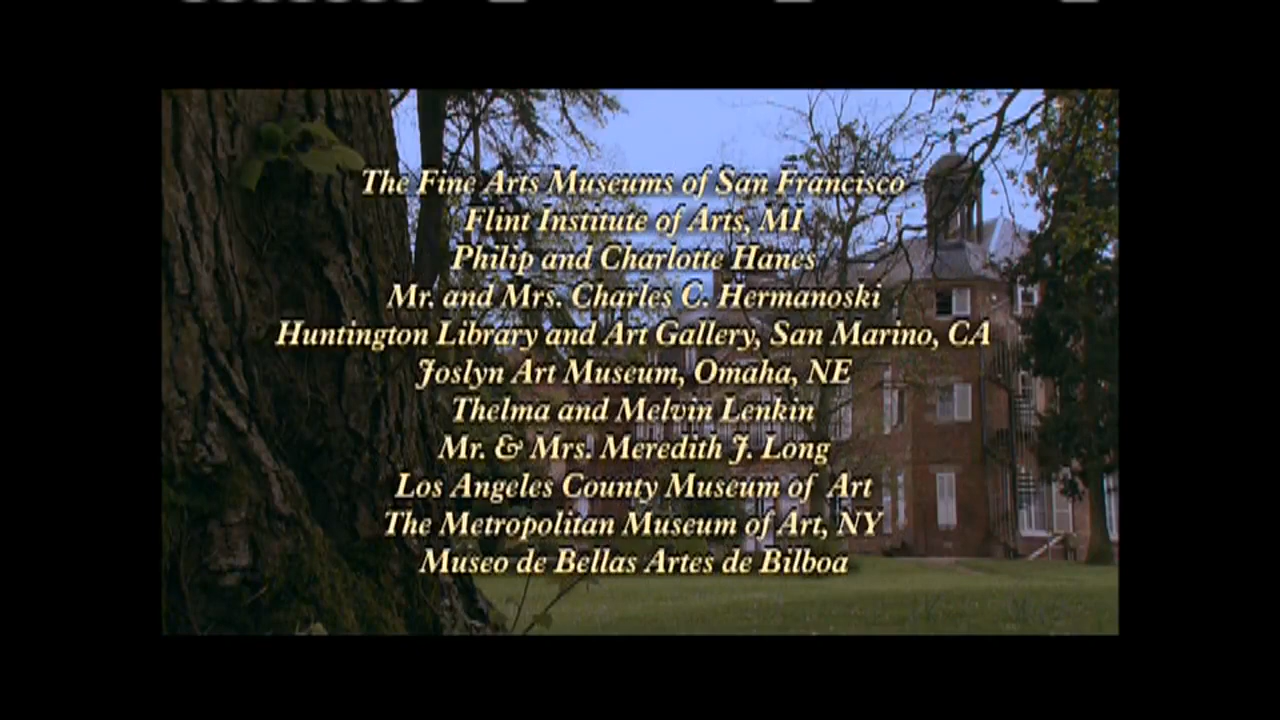 The Fine Arts Museums of San Francisco
Flint Institute of Arts, MI
Philip and Charlotte Hanes
Mr. and Mrs. Charles C. Hermanoski
Huntington Library and Art Gallery, San Marino, CA
Joslyn Art Museum, Omaha, NE
Thelma and Melvin Lenkin
Mr. & Mrs. Meredith J. Long
Los Angeles County Museum of Art
The Metropolitan Museum of Art, NY
Museo de Bellas Artes de Bilboa